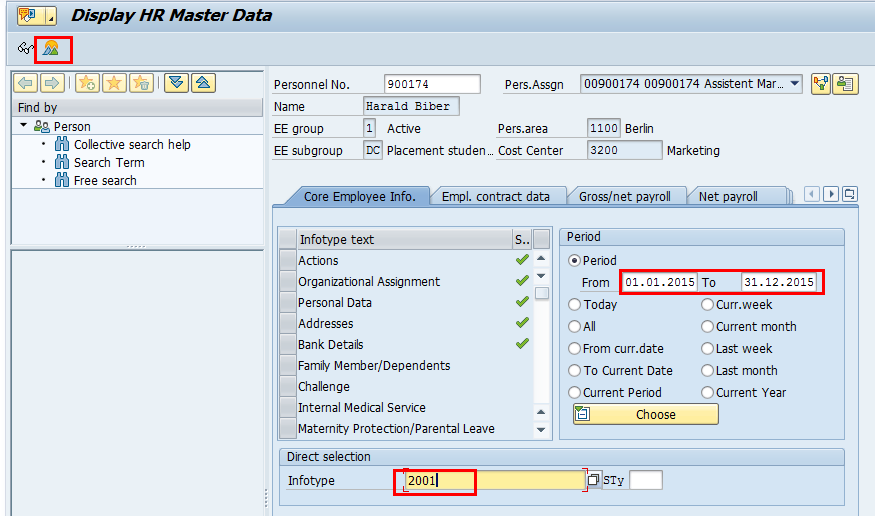 Display HR Master Data
Find by
Person
Collective search help
Search Term
Free search
Personnel No. 900174 Pers.Assgn 00900174 00900174 Assistent Mar...
Name Harald Biber
EE group 1 Active Pers.area 1100 Berlin
EE subgroup DC Placement studen... Cost Center 3200 Marketing
Core Employee Info. Empl. contract data Gross/net payroll Net payroll
Infotype text S..
Actions
Organizational Assignment
Personal Data
Addresses
Bank Details
Family Member/Dependents
Challenge
Internal Medical Service
Maternity Protection/Parental Leave
Period
Period
From 01.01.2015 To 31.12.2015
Today Curr.week
All Current month
From curr.date Last week
To Current Date Last month
Current Period Current Year
Choose
Direct selection
Infotype 2001 STy